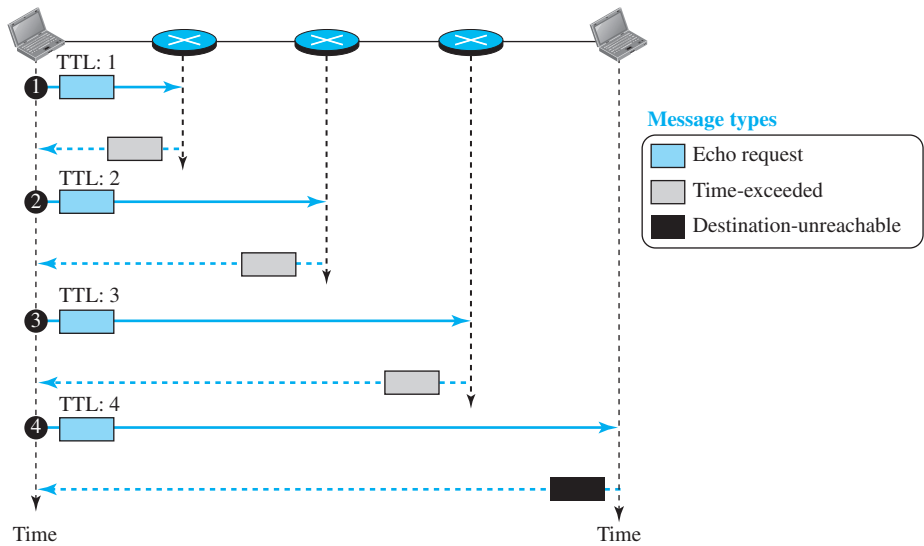 TTL: 1
1
TTL: 2
2
TTL: 3
3
TTL: 4
4
Time
Time
Message types
Echo request
Time-exceeded
Destination-unreachable